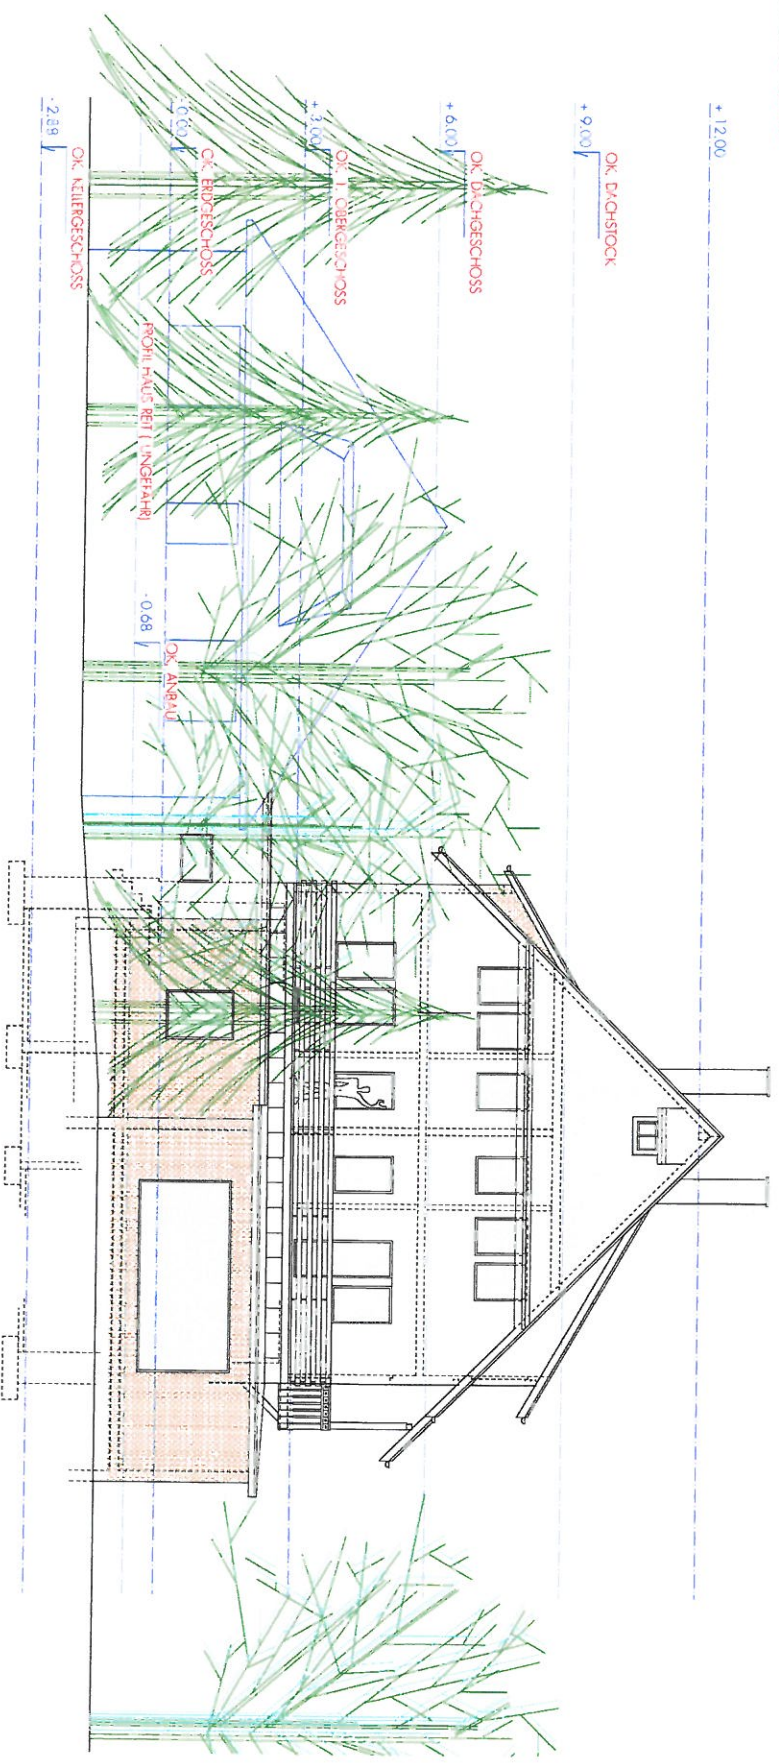 + 12.00
OK. DACHSTOCK
+ 9.00
OK. DACHGESCHOSS
+ 6.00
OK. 1. OBERGESCHOSS
+ 3.00
OK. ERDGESCHOSS
0.00
PROFIL HAUS REIT ( UNGEFÄHR)
- 0.68
OK. ANBAU
OK. KELLERGESCHOSS
- 2.88